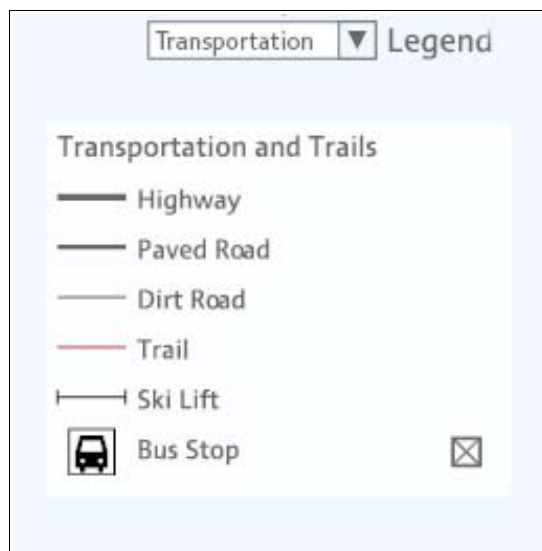 Transportation Legend
Transportation and Trails
Highway
Paved Road
Dirt Road
Trail
Ski Lift
Bus Stop